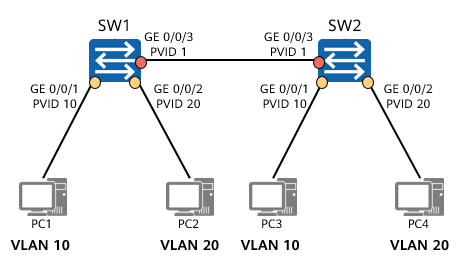 SW1
SW2
GE 0/0/3
PVID 1
GE 0/0/3
PVID 1
GE 0/0/1
PVID 10
GE 0/0/2
PVID 20
GE 0/0/1
PVID 10
GE 0/0/2
PVID 20
PC1
PC2
PC3
PC4
VLAN 10
VLAN 20
VLAN 10
VLAN 20